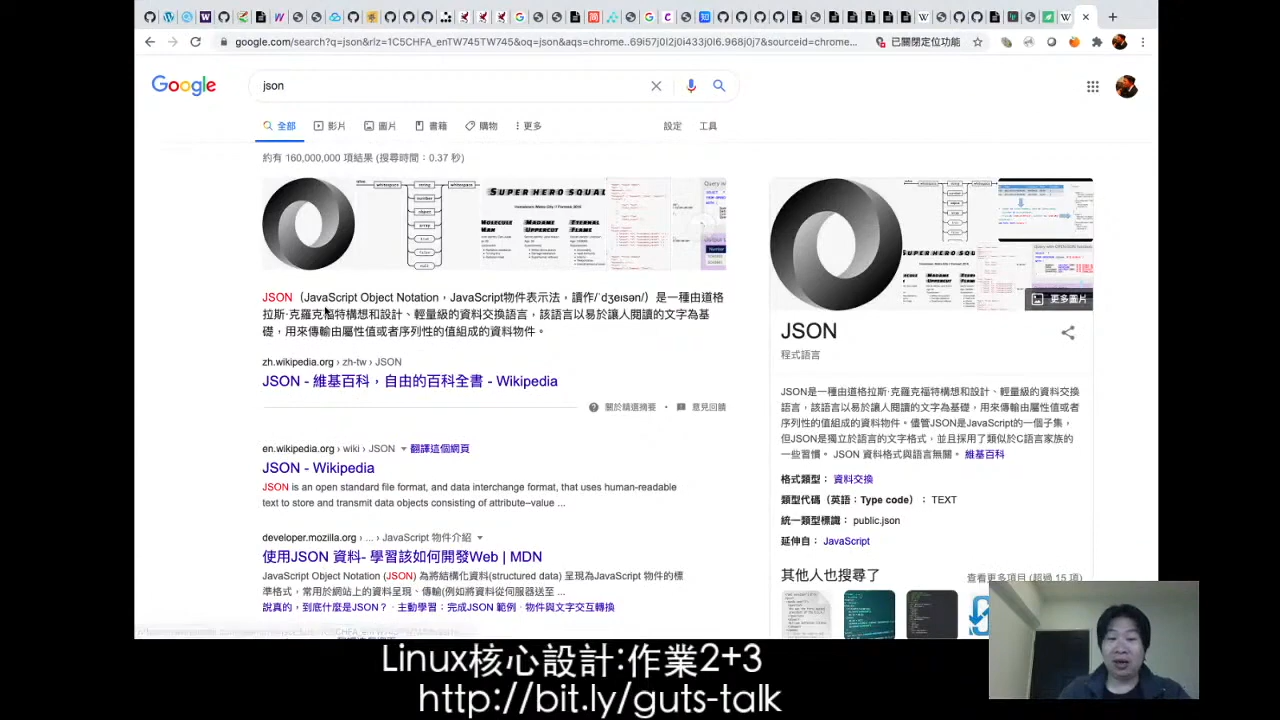 google.com/search?q=json&rlz=1C5CHFA_enTW745TW745&oq=json&aqs=chrome..69i57j0l2j0i433j0l6.968j0j7&sourceid=chrome...
已關閉定位功能
Google
json
全部 影片 圖片 書籍 購物 更多 設定 工具
約有 160,000,000 項結果 (搜尋時間：0.37 秒)
SUPER HERO SQUAD
JavaScript Object Notation，JavaScript物件表示法，讀作/ˈdʒeɪsən/）是一種由道格
克羅克福特構想和設計、輕量級的資料交換語言，該語言以易於讓人閱讀的文字為基
礎，用來傳輸由屬性值或者序列性的值組成的資料物件。
zh.wikipedia.org › zh-tw › JSON
JSON - 維基百科，自由的百科全書 - Wikipedia
關於精選摘要 • 意見回饋
en.wikipedia.org › wiki › JSON 翻譯這個網頁
JSON - Wikipedia
JSON is an open standard file format, and data interchange format, that uses human-readable
text to store and transmit data objects consisting of attribute–value ...
developer.mozilla.org › ... › JavaScript 物件介紹
使用JSON 資料- 學習該如何開發Web | MDN
JavaScript Object Notation (JSON) 為將結構化資料(structured data) 呈現為JavaScript 物件的標
準格式，常用於網站上的資料呈現、傳輸(例如將資料從伺服器送至 ...
說真的，到底什麼是JSON？ · 主動學習：完成JSON 範例 · 物件與文字交互轉換
更多圖片
JSON
程式語言
JSON是一種由道格拉斯·克羅克福特構想和設計、輕量級的資料交換
語言，該語言以易於讓人閱讀的文字為基礎，用來傳輸由屬性值或者
序列性的值組成的資料物件。儘管JSON是JavaScript的一個子集，
但JSON是獨立於語言的文字格式，並且採用了類似於C語言家族的
一些習慣。 JSON 資料格式與語言無關。 維基百科
格式類型： 資料交換
類型代碼（英語：Type code）： TEXT
統一類型標識： public.json
延伸自： JavaScript
其他人也搜尋了 查看更多項目 (超過 15 項)
Linux核心設計:作業2+3
http://bit.ly/guts-talk